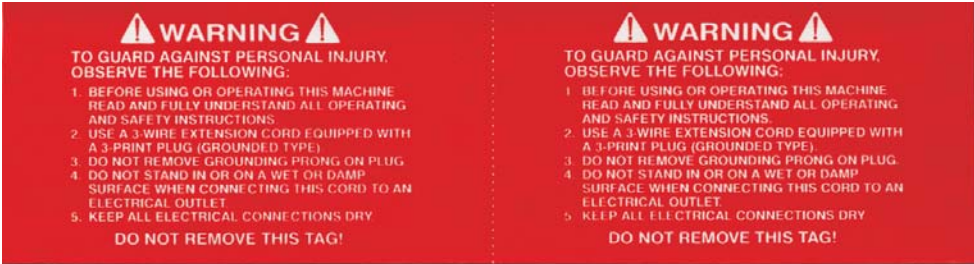 WARNING
TO GUARD AGAINST PERSONAL INJURY,
OBSERVE THE FOLLOWING:
1. BEFORE USING OR OPERATING THIS MACHINE
READ AND FULLY UNDERSTAND ALL OPERATING
AND SAFETY INSTRUCTIONS
2. USE A 3-WIRE EXTENSION CORD EQUIPPED WITH
A 3-PRINT PLUG (GROUNDED TYPE)
3. DO NOT REMOVE GROUNDING PRONG ON PLUG
4. DO NOT STAND IN OR ON A WET OR DAMP
SURFACE WHEN CONNECTING THIS CORD TO AN
ELECTRICAL OUTLET
5. KEEP ALL ELECTRICAL CONNECTIONS DRY
DO NOT REMOVE THIS TAG!
WARNING
TO GUARD AGAINST PERSONAL INJURY,
OBSERVE THE FOLLOWING:
1 BEFORE USING OR OPERATING THIS MACHINE
READ AND FULLY UNDERSTAND ALL OPERATING
AND SAFETY INSTRUCTIONS.
2. USE A 3-WIRE EXTENSION CORD EQUIPPED WITH
A 3-PRINT PLUG (GROUNDED TYPE).
3. DO NOT REMOVE GROUNDING PRONG ON PLUG.
4. DO NOT STAND IN OR ON A WET OR DAMP
SURFACE WHEN CONNECTING THIS CORD TO AN
ELECTRICAL OUTLET.
5 KEEP ALL ELECTRICAL CONNECTIONS DRY
DO NOT REMOVE THIS TAG!